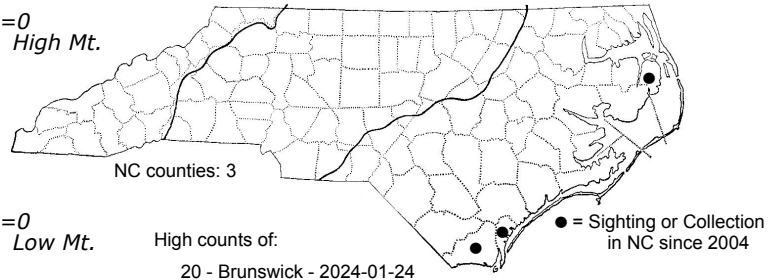 =0
High Mt.
NC counties: 3
=0
Low Mt.
High counts of:
20 - Brunswick - 2024-01-24
● = Sighting or Collection
in NC since 2004